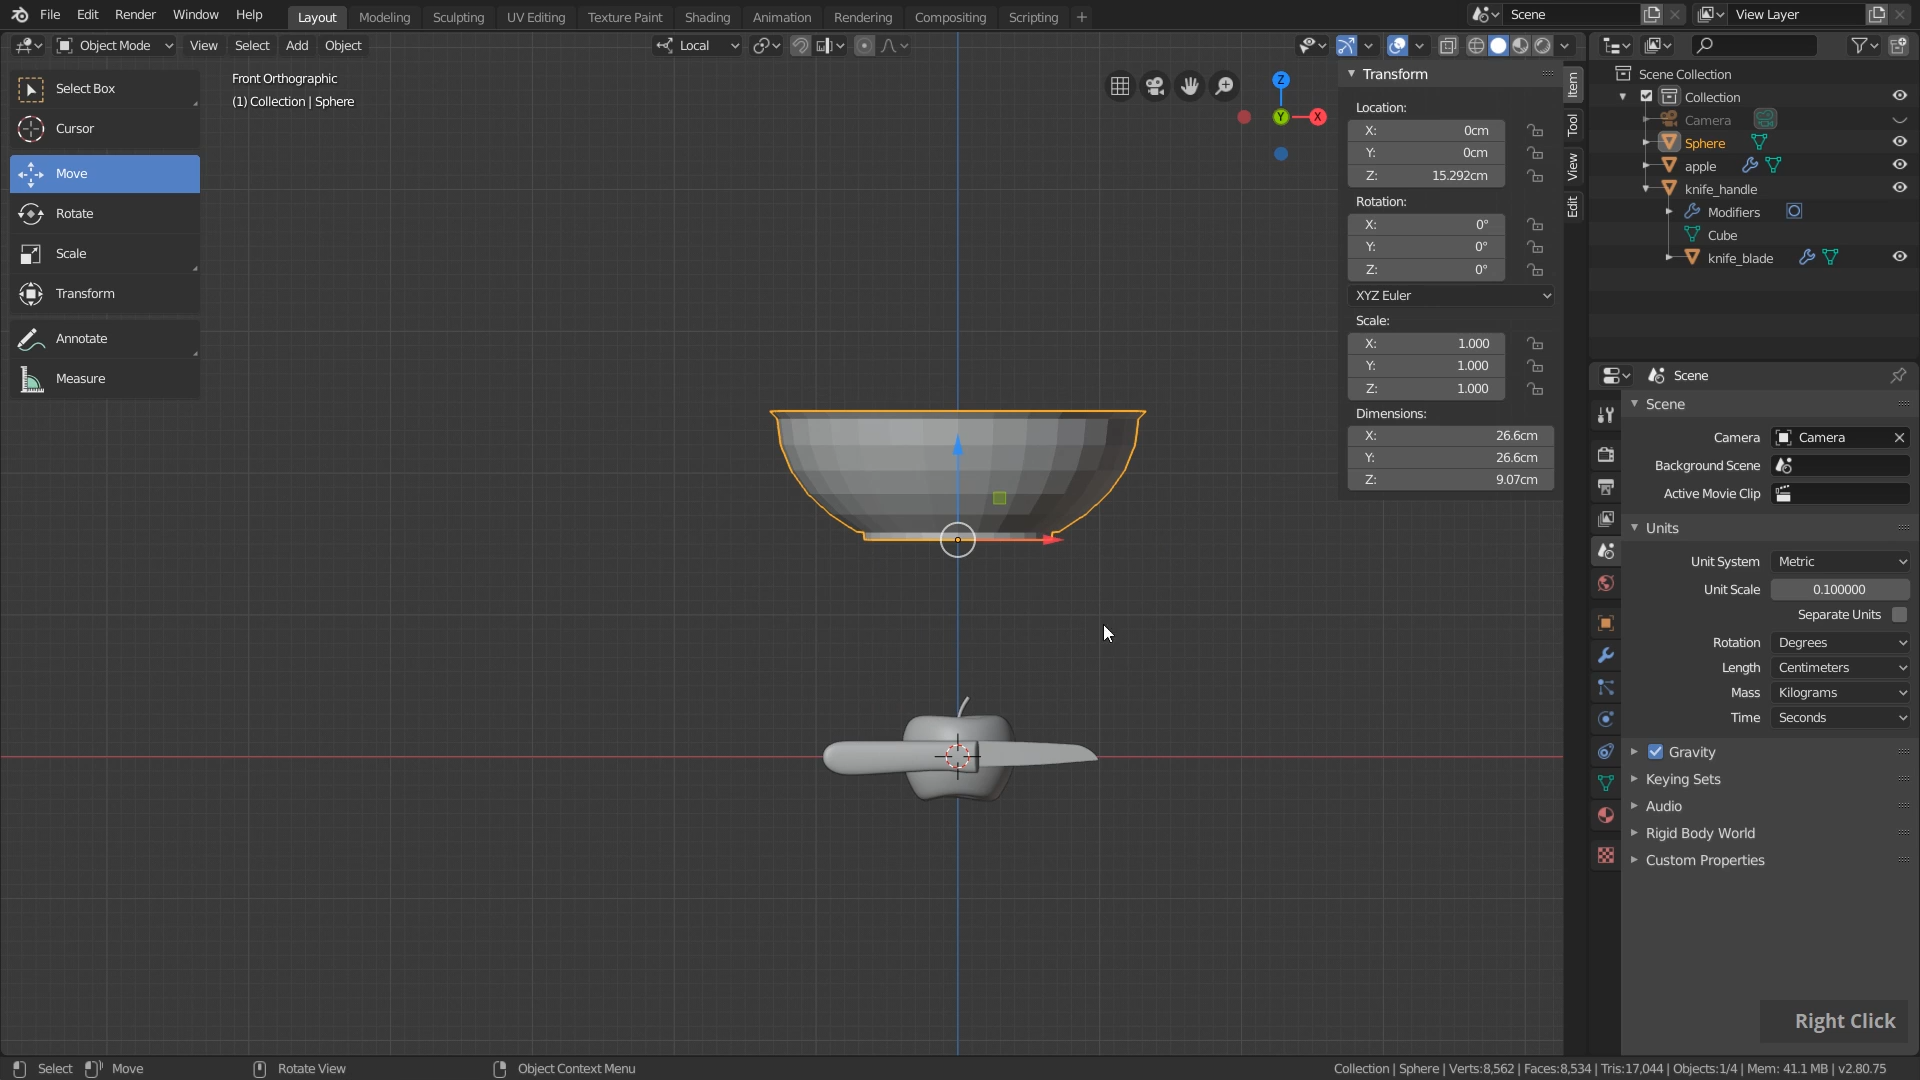 File Edit Render Window Help Layout Modeling Sculpting UV Editing Texture Paint Shading Animation Rendering Compositing Scripting + Scene View Layer
Object Mode View Select Add Object Local
Select Box
Cursor
Move
Rotate
Scale
Transform
Annotate
Measure
Front Orthographic
(1) Collection | Sphere
Z
Y
X
Transform
Location:
X: 0cm
Y: 0cm
Z: 15.292cm
Rotation:
X: 0°
Y: 0°
Z: 0°
XYZ Euler
Scale:
X: 1.000
Y: 1.000
Z: 1.000
Dimensions:
X: 26.6cm
Y: 26.6cm
Z: 9.07cm
Item
Tool
View
Edit
Scene Collection
Collection
Camera
Sphere
apple
knife_handle
Modifiers
Cube
knife_blade
Scene
Scene
Camera Camera
Background Scene
Active Movie Clip
Units
Unit System Metric
Unit Scale 0.100000
Separate Units
Rotation Degrees
Length Centimeters
Mass Kilograms
Time Seconds
Gravity
Keying Sets
Audio
Rigid Body World
Custom Properties
Right Click
Select Move Rotate View Object Context Menu Collection | Sphere | Verts:8,562 | Faces:8,534 | Tris:17,044 | Objects:1/4 | Mem: 41.1 MB | v2.80.75